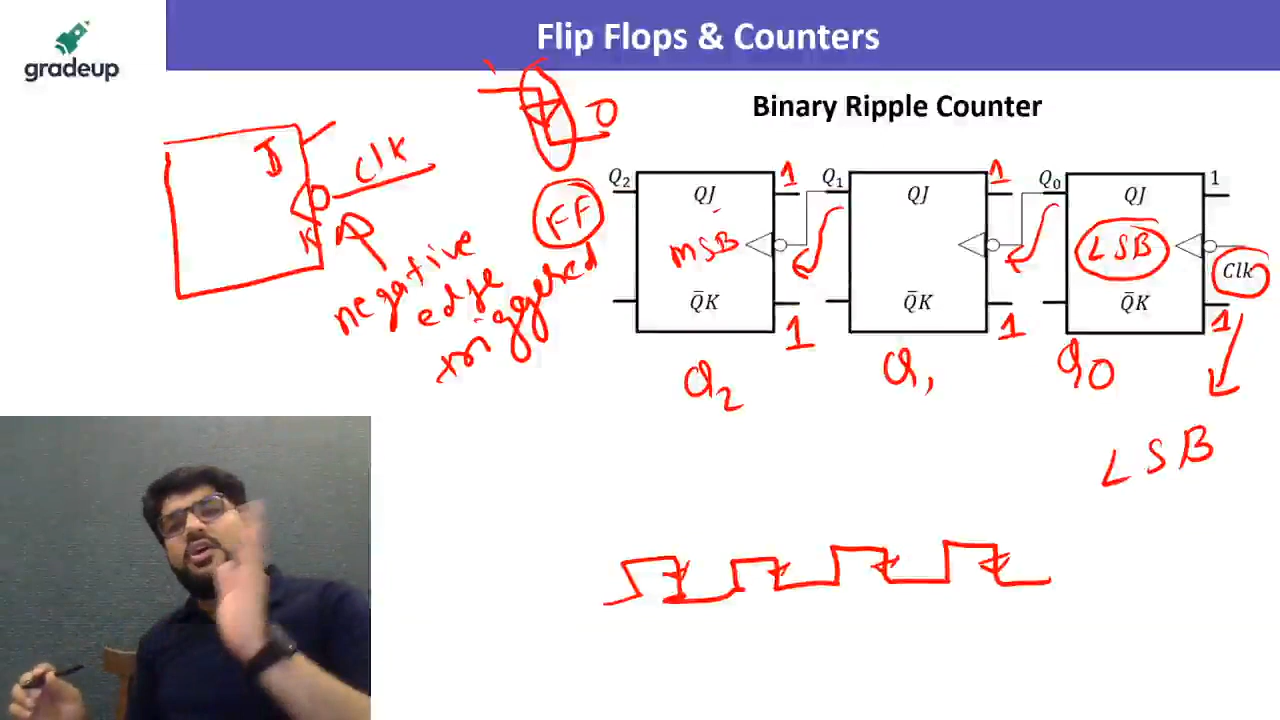 Flip Flops & Counters
gradeup
Binary Ripple Counter
1
0
J
Clk
K
negative
edge
triggered
FF
Q₂ QJ 1
MSB
Q̄K 1
Q₂
Q₁ QJ 1
Q̄K 1
Q₁
Q₀ QJ 1
LSB
Clk
Q̄K 1
Q0
LSB